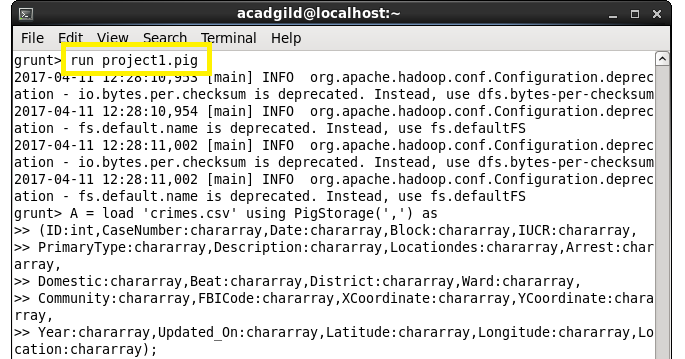 acadgild@localhost:~
File Edit View Search Terminal Help
grunt> run project1.pig
2017-04-11 12:28:10,953 [main] INFO  org.apache.hadoop.conf.Configuration.deprec
ation - io.bytes.per.checksum is deprecated. Instead, use dfs.bytes-per-checksum
2017-04-11 12:28:10,954 [main] INFO  org.apache.hadoop.conf.Configuration.deprec
ation - fs.default.name is deprecated. Instead, use fs.defaultFS
2017-04-11 12:28:11,002 [main] INFO  org.apache.hadoop.conf.Configuration.deprec
ation - io.bytes.per.checksum is deprecated. Instead, use dfs.bytes-per-checksum
2017-04-11 12:28:11,002 [main] INFO  org.apache.hadoop.conf.Configuration.deprec
ation - fs.default.name is deprecated. Instead, use fs.defaultFS
grunt> A = load 'crimes.csv' using PigStorage(',') as
>> (ID:int,CaseNumber:chararray,Date:chararray,Block:chararray,IUCR:chararray,
>> PrimaryType:chararray,Description:chararray,Locationdes:chararray,Arrest:char
array,
>> Domestic:chararray,Beat:chararray,District:chararray,Ward:chararray,
>> Community:chararray,FBICode:chararray,XCoordinate:chararray,YCoordinate:chara
rray,
>> Year:chararray,Updated_On:chararray,Latitude:chararray,Longitude:chararray,Lo
cation:chararray);